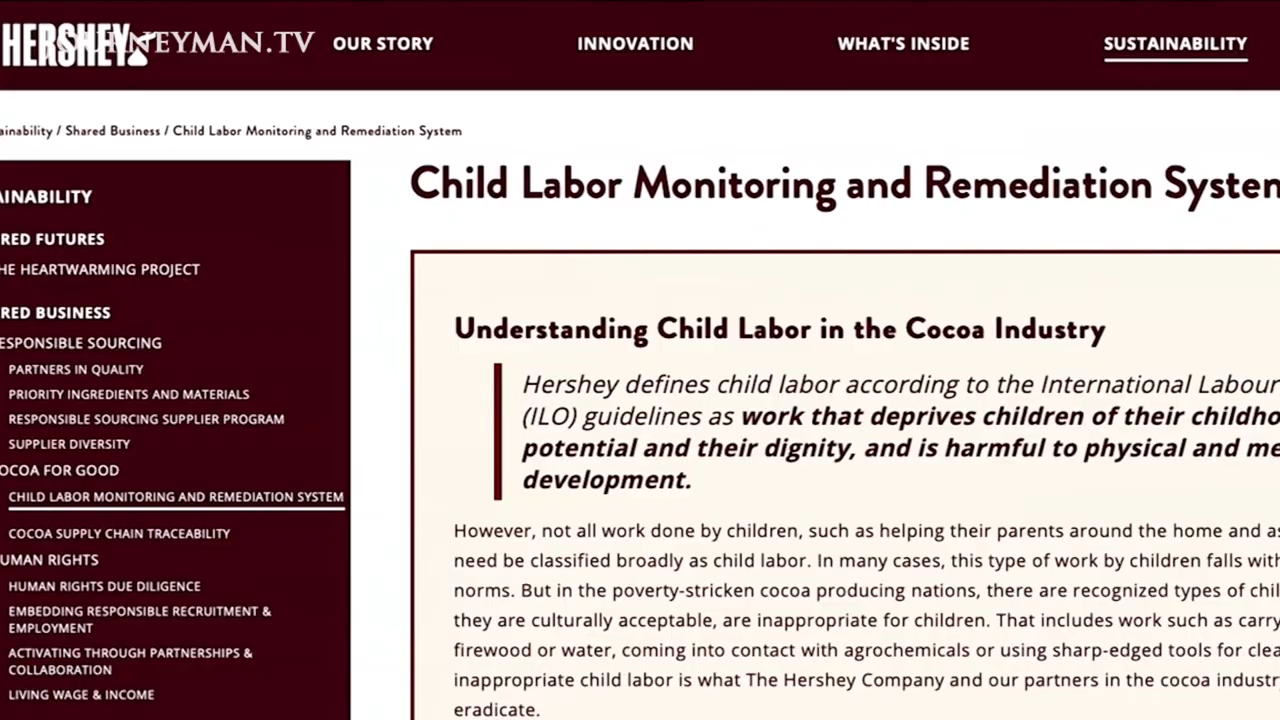 HERSHEY
JOURNEYMAN.TV
OUR STORY
INNOVATION
WHAT'S INSIDE
SUSTAINABILITY
ainability / Shared Business / Child Labor Monitoring and Remediation System
AINABILITY
RED FUTURES
HE HEARTWARMING PROJECT
RED BUSINESS
ESPONSIBLE SOURCING
PARTNERS IN QUALITY
PRIORITY INGREDIENTS AND MATERIALS
RESPONSIBLE SOURCING SUPPLIER PROGRAM
SUPPLIER DIVERSITY
OCOA FOR GOOD
CHILD LABOR MONITORING AND REMEDIATION SYSTEM
COCOA SUPPLY CHAIN TRACEABILITY
UMAN RIGHTS
HUMAN RIGHTS DUE DILIGENCE
EMBEDDING RESPONSIBLE RECRUITMENT &
EMPLOYMENT
ACTIVATING THROUGH PARTNERSHIPS &
COLLABORATION
LIVING WAGE & INCOME
Child Labor Monitoring and Remediation System
Understanding Child Labor in the Cocoa Industry
Hershey defines child labor according to the International Labour
(ILO) guidelines as work that deprives children of their childho
potential and their dignity, and is harmful to physical and me
development.
However, not all work done by children, such as helping their parents around the home and as
need be classified broadly as child labor. In many cases, this type of work by children falls with
norms. But in the poverty-stricken cocoa producing nations, there are recognized types of chil
they are culturally acceptable, are inappropriate for children. That includes work such as carry
firewood or water, coming into contact with agrochemicals or using sharp-edged tools for clea
inappropriate child labor is what The Hershey Company and our partners in the cocoa industr
eradicate.